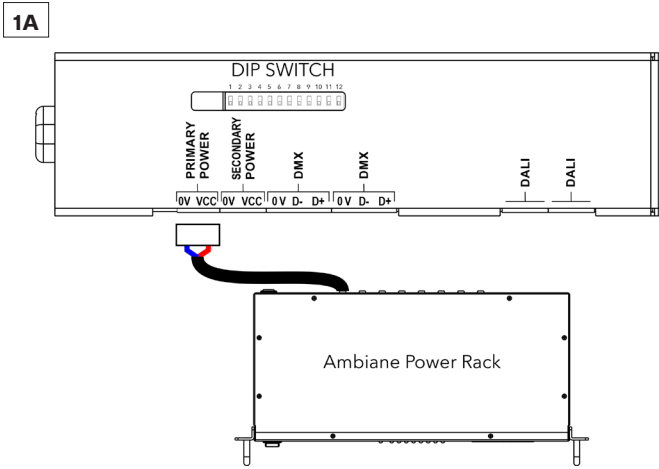 1A
DIP SWITCH
1 2 3 4 5 6 7 8 9 10 11 12
PRIMARY
POWER
SECONDARY
POWER
DMX
DMX
DALI
DALI
0V VCC 0V VCC 0V D- D+ 0V D- D+
Ambiane Power Rack